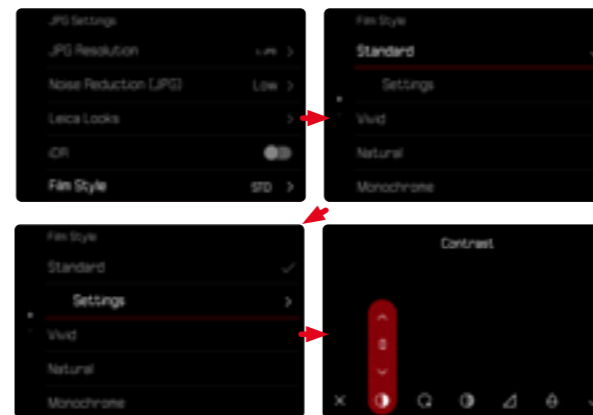 JPG Settings
JPG Resolution
Noise Reduction (JPG) Low
Leica Looks
iDR
Film Style STD
Film Style
Standard
Settings
Vivid
Natural
Monochrome
Film Style
Standard
Settings
Vivid
Natural
Monochrome
Contrast
0